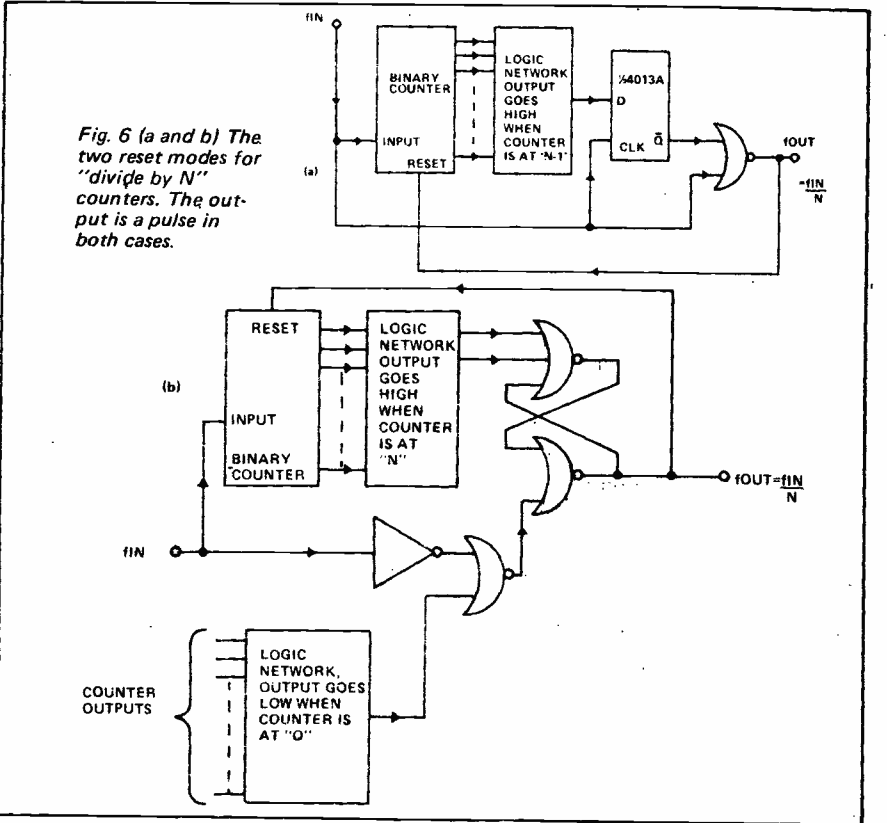 fIN
BINARY
COUNTER
INPUT
RESET
LOGIC
NETWORK
OUTPUT
GOES
HIGH
WHEN
COUNTER
IS AT 'N-1'
½4013A
D
CLK Q̅
fOUT
=fIN
N
(a)
Fig. 6 (a and b) The
two reset modes for
"divide by N"
counters. The out-
put is a pulse in
both cases.
(b)
RESET
INPUT
BINARY
COUNTER
LOGIC
NETWORK
OUTPUT
GOES
HIGH
WHEN
COUNTER
IS AT
"N"
fOUT=fIN
N
fIN
COUNTER
OUTPUTS
LOGIC
NETWORK,
OUTPUT GOES
LOW WHEN
COUNTER IS
AT "O"